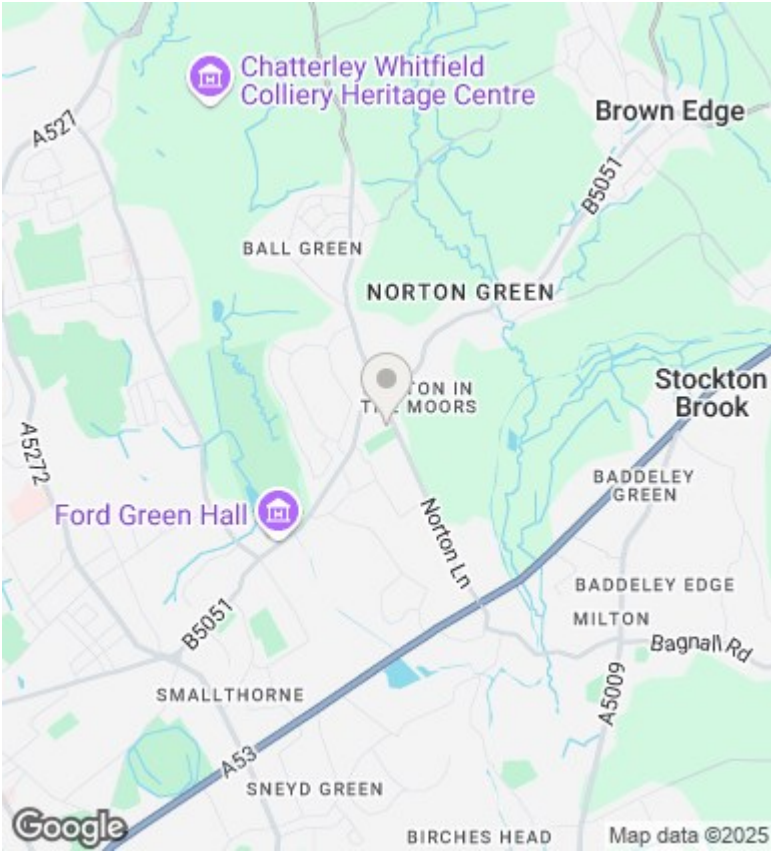 Chatterley Whitfield
Colliery Heritage Centre
A527
Brown Edge
B5051
BALL GREEN
NORTON GREEN
TON IN
MOORS
Stockton
Brook
A5272
BADDELEY
GREEN
Ford Green Hall
Norton Ln
BADDELEY EDGE
B5051
MILTON
Bagnall Rd
SMALLTHORNE
A5009
A53
SNEYD GREEN
Google
BIRCHES HEAD
Map data ©2025